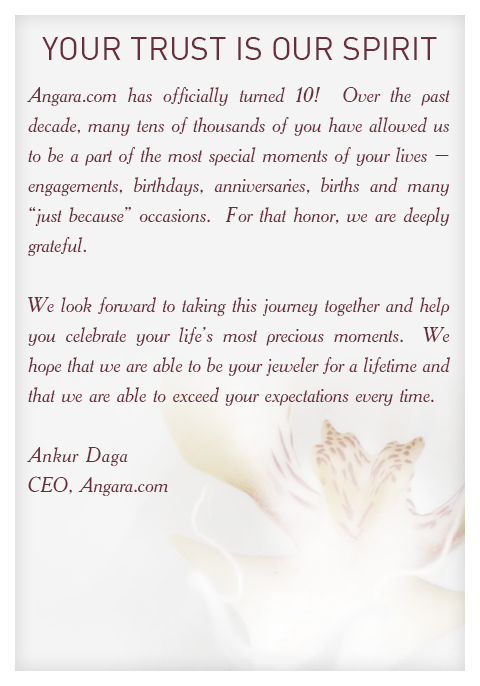 YOUR TRUST IS OUR SPIRIT
Angara.com has officially turned 10! Over the past
decade, many tens of thousands of you have allowed us
to be a part of the most special moments of your lives –
engagements, birthdays, anniversaries, births and many
“just because” occasions. For that honor, we are deeply
grateful.
We look forward to taking this journey together and help
you celebrate your life’s most precious moments. We
hope that we are able to be your jeweler for a lifetime and
that we are able to exceed your expectations every time.
Ankur Daga
CEO, Angara.com